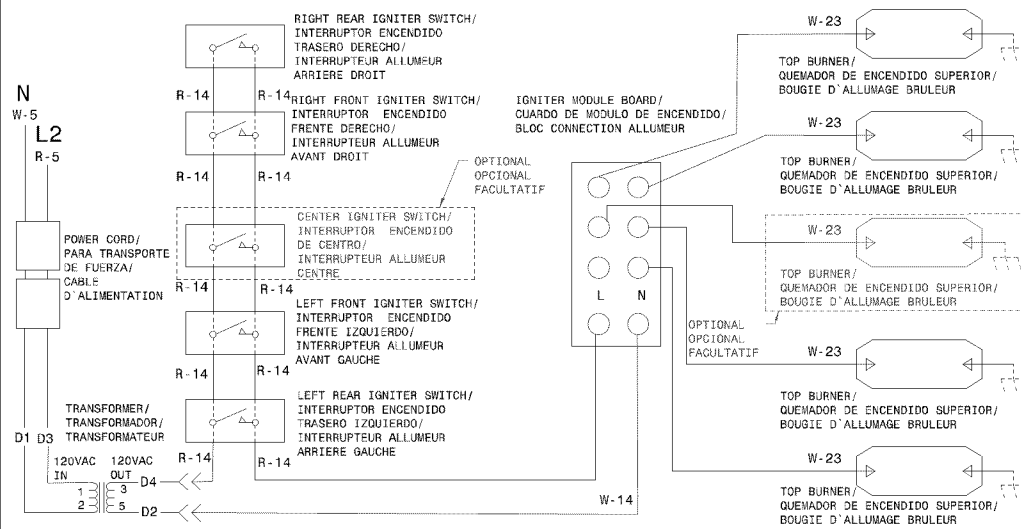 RIGHT REAR IGNITER SWITCH/
INTERRUPTOR ENCENDIDO
TRASERO DERECHO/
INTERRUPTEUR ALLUMEUR
ARRIERE DROIT
R-14
R-14
RIGHT FRONT IGNITER SWITCH/
INTERRUPTOR ENCENDIDO
FRENTE DERECHO/
INTERRUPTEUR ALLUMEUR
AVANT DROIT
R-14
R-14
OPTIONAL
OPCIONAL
FACULTATIF
CENTER IGNITER SWITCH/
INTERRUPTOR ENCENDIDO
DE CENTRO/
INTERRUPTEUR ALLUMEUR
CENTRE
R-14
R-14
LEFT FRONT IGNITER SWITCH/
INTERRUPTOR ENCENDIDO
FRENTE IZQUIERDO/
INTERRUPTEUR ALLUMEUR
AVANT GAUCHE
R-14
R-14
LEFT REAR IGNITER SWITCH/
INTERRUPTOR ENCENDIDO
TRASERO IZQUIERDO/
INTERRUPTEUR ALLUMEUR
ARRIERE GAUCHE
R-14
R-14
N
W-5
L2
R-5
POWER CORD/
PARA TRANSPORTE
DE FUERZA/
CABLE
D`ALIMENTATION
TRANSFORMER/
TRANSFORMADOR/
TRANSFORMATEUR
D1 D3
120VAC
IN
120VAC
OUT
1
2
3
5
D4
D2
IGNITER MODULE BOARD/
CUARDO DE MODULO DE ENCENDIDO/
BLOC CONNECTION ALLUMEUR
L N
W-14
OPTIONAL
OPCIONAL
FACULTATIF
W-23
TOP BURNER/
QUEMADOR DE ENCENDIDO SUPERIOR/
BOUGIE D`ALLUMAGE BRULEUR
W-23
TOP BURNER/
QUEMADOR DE ENCENDIDO SUPERIOR/
BOUGIE D`ALLUMAGE BRULEUR
W-23
TOP BURNER/
QUEMADOR DE ENCENDIDO SUPERIOR/
BOUGIE D`ALLUMAGE BRULEUR
W-23
TOP BURNER/
QUEMADOR DE ENCENDIDO SUPERIOR/
BOUGIE D`ALLUMAGE BRULEUR
W-23
TOP BURNER/
QUEMADOR DE ENCENDIDO SUPERIOR/
BOUGIE D`ALLUMAGE BRULEUR